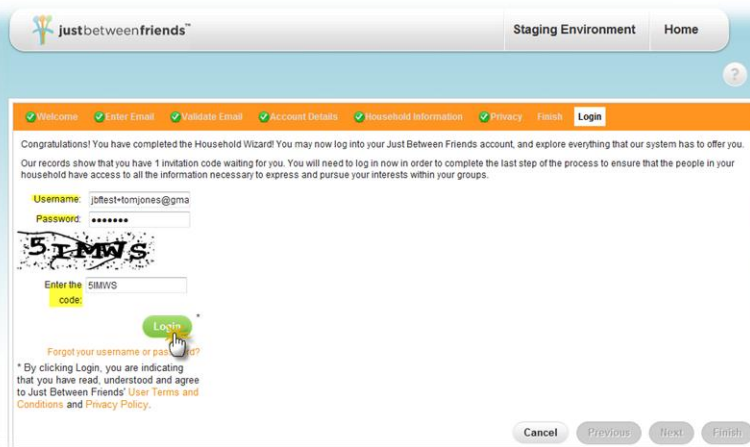 justbetweenfriends™
Staging Environment Home
?
Welcome Enter Email Validate Email Account Details Household Information Privacy Finish Login
Congratulations! You have completed the Household Wizard! You may now log into your Just Between Friends account, and explore everything that our system has to offer you.
Our records show that you have 1 invitation code waiting for you. You will need to log in now in order to complete the last step of the process to ensure that the people in your
household have access to all the information necessary to express and pursue your interests within your groups.
Username: jbftest+tomjones@gma
Password: •••••••
5IMWS
Enter the 5IMWS
code:
Login *
Forgot your username or password?
* By clicking Login, you are indicating
that you have read, understood and agree
to Just Between Friends' User Terms and
Conditions and Privacy Policy.
Cancel Previous Next Finish